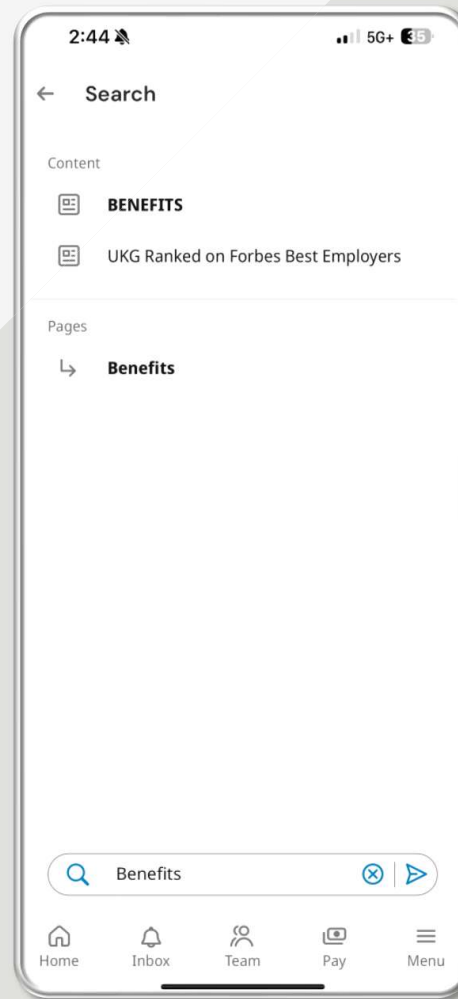 2:44
5G+ 35
Search
Content
BENEFITS
UKG Ranked on Forbes Best Employers
Pages
Benefits
Benefits
Home Inbox Team Pay Menu